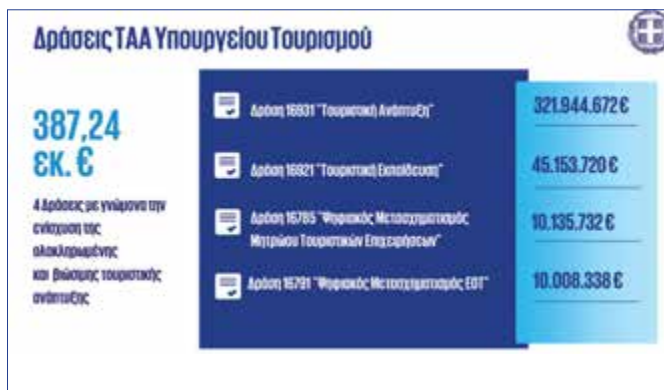 Δράσεις ΤΑΑ Υπουργείου Τουρισμού
387,24
εκ. €
4 Δράσεις με γνώμονα την
ενίσχυση της
ολοκληρωμένης
και βιώσιμης τουριστικής
ανάπτυξης
Δράση 16931 "Τουριστική Ανάπτυξη"
321.944.672 €
Δράση 16921 "Τουριστική Εκπαίδευση"
45.153.720 €
Δράση 16785 "Ψηφιακός Μετασχηματισμός
Μητρώου Τουριστικών Επιχειρήσεων"
10.135.732 €
Δράση 16791 "Ψηφιακός Μετασχηματισμός ΕΟΤ"
10.008.338 €